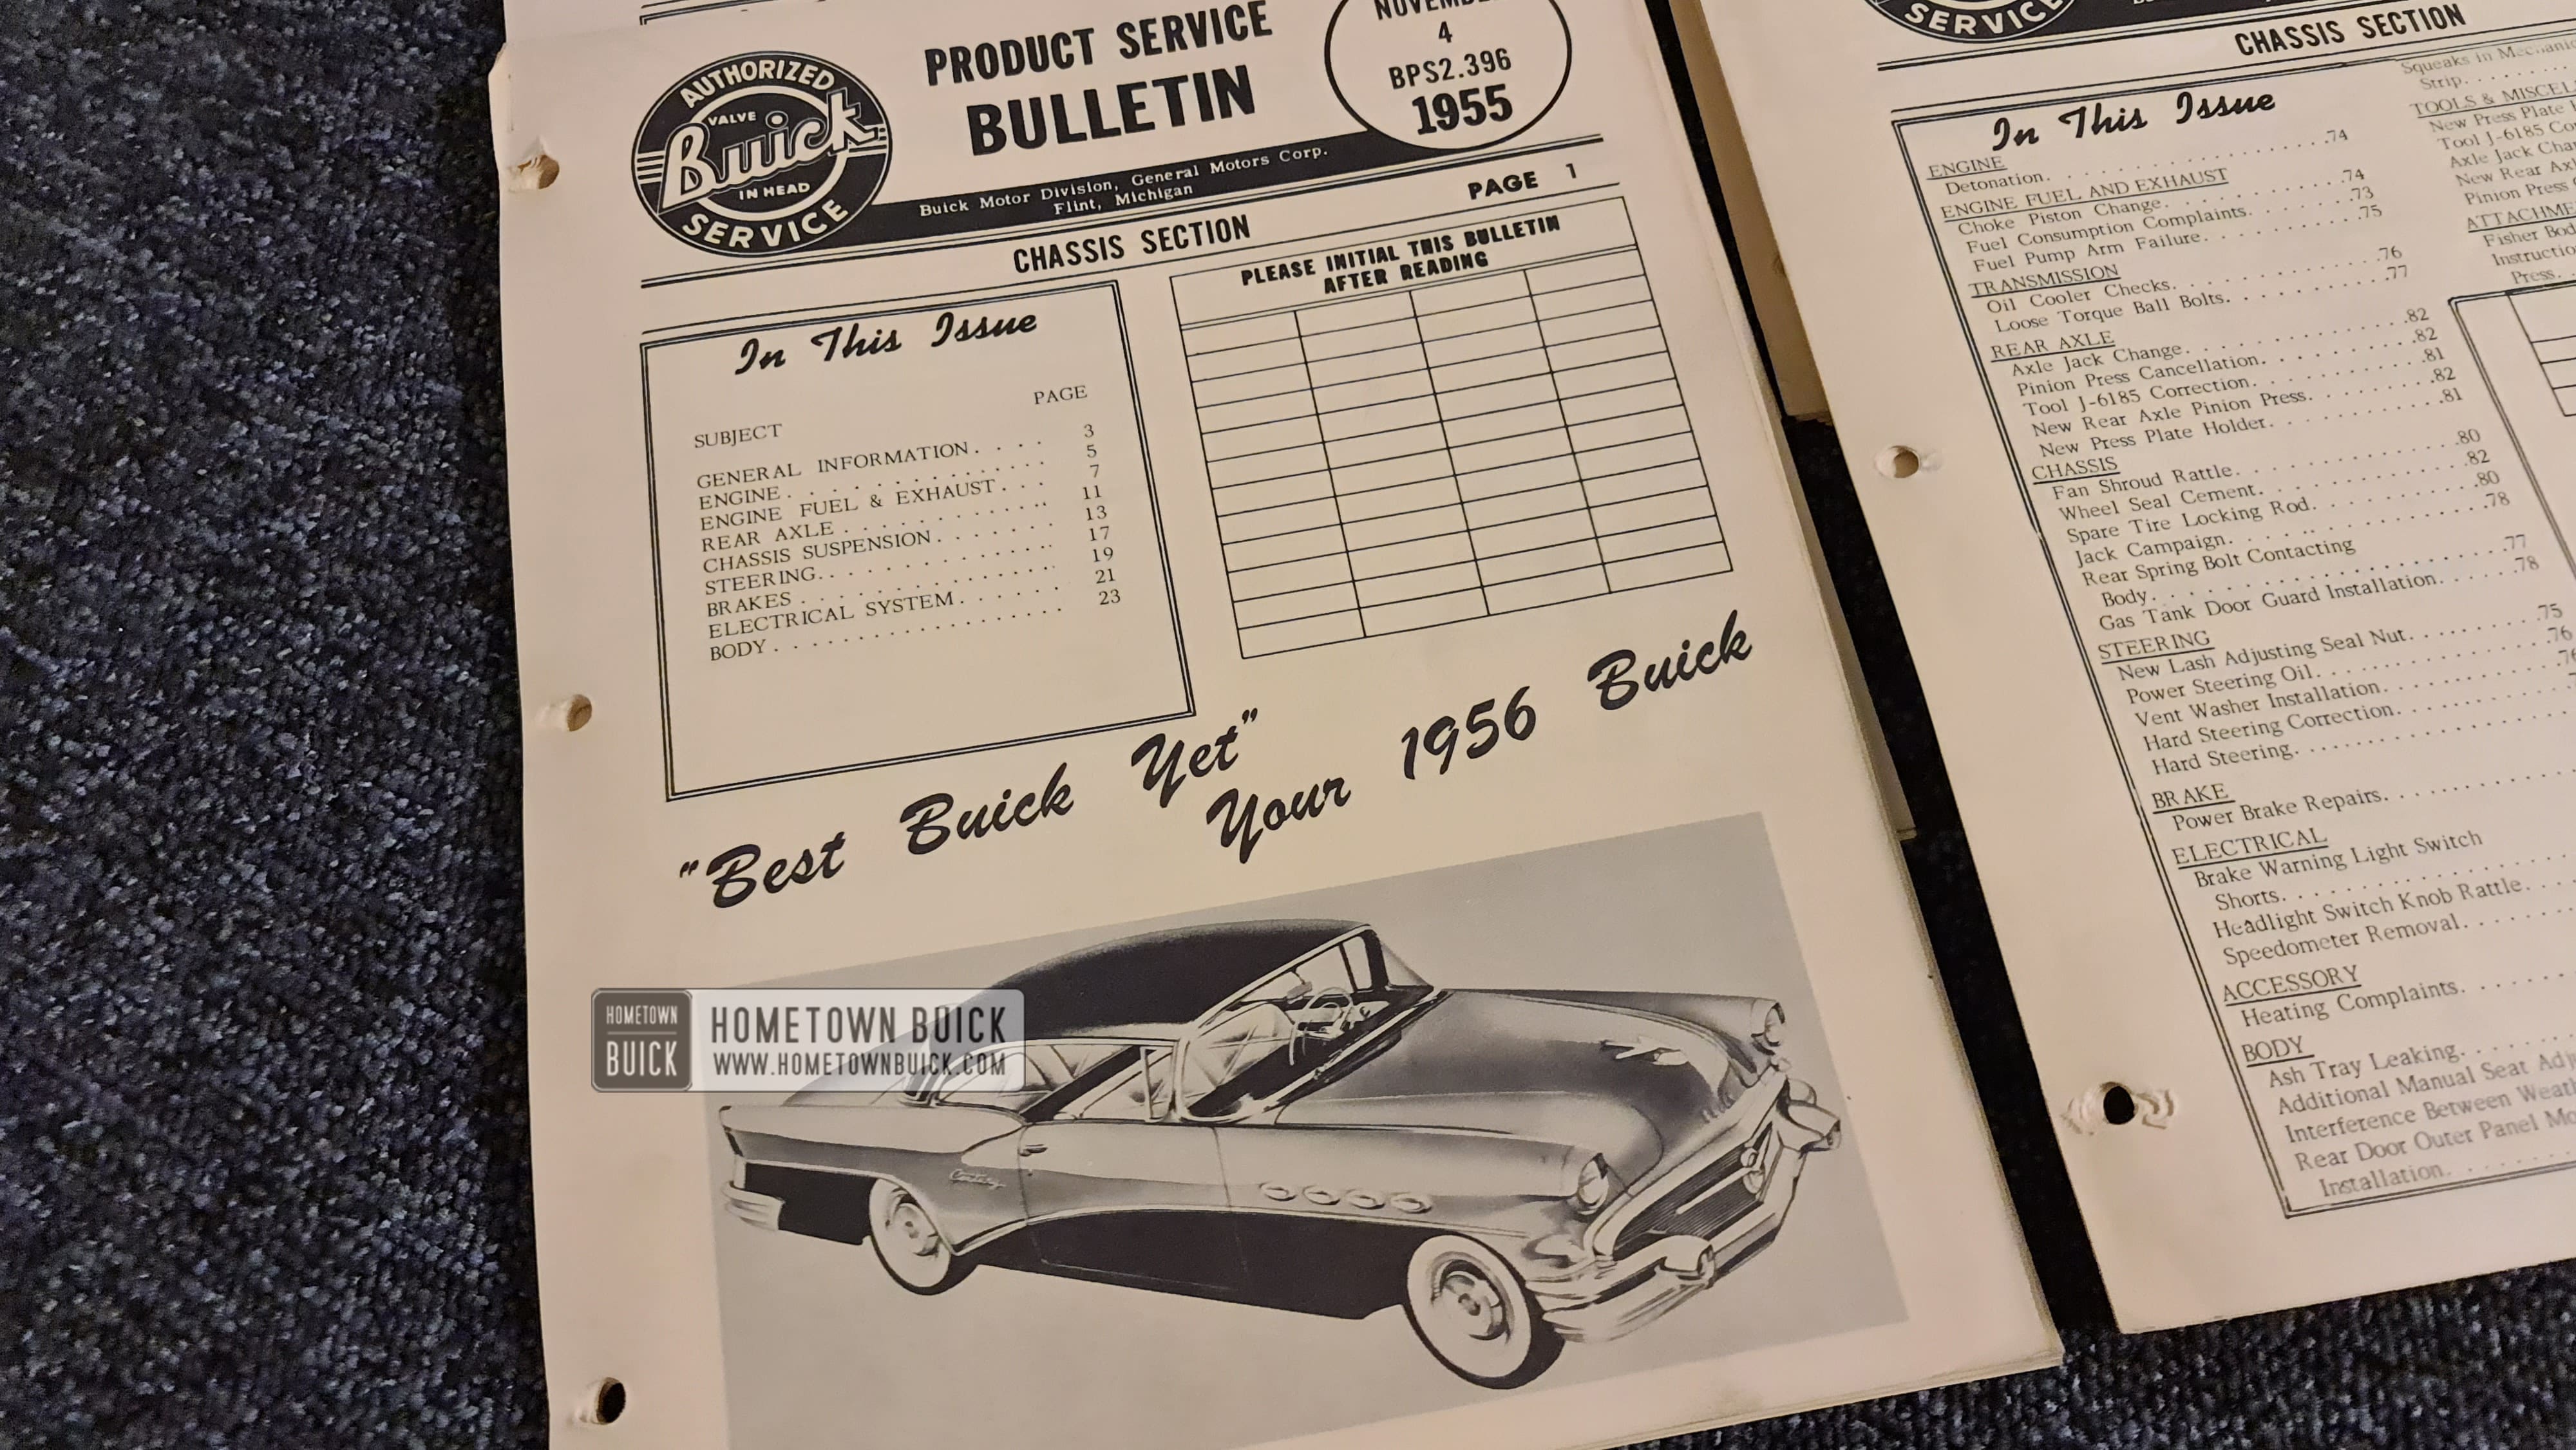 AUTHORIZED
VALVE
Buick
IN HEAD
SERVICE
PRODUCT SERVICE
BULLETIN
4
BPS2.396
1955
Buick Motor Division, General Motors Corp.
Flint, Michigan
PAGE 1
CHASSIS SECTION
In This Issue
PAGE
SUBJECT
GENERAL INFORMATION. . . . 3
ENGINE. . . . . . . . . . . . . 5
ENGINE FUEL & EXHAUST. . . 7
REAR AXLE . . . . . . . . . . . 11
CHASSIS SUSPENSION. . . . . . 13
STEERING. . . . . . . . . . . . 17
BRAKES . . . . . . . . . . . . . 19
ELECTRICAL SYSTEM. . . . . . 21
BODY. . . . . . . . . . . . . . . 23
PLEASE INITIAL THIS BULLETIN
AFTER READING
"Best Buick Yet"
Your 1956 Buick
Century
HOMETOWN
BUICK
HOMETOWN BUICK
WWW.HOMETOWNBUICK.COM
SERVICE
CHASSIS SECTION
In This Issue
ENGINE
Detonation. . . . . . . . . . . . . . . .74
ENGINE FUEL AND EXHAUST
Choke Piston Change. . . . . . . . .74
Fuel Consumption Complaints. . . . . . .73
Fuel Pump Arm Failure. . . . . . . . .75
TRANSMISSION
Oil Cooler Checks. . . . . . . . . . .76
Loose Torque Ball Bolts. . . . . . . . .77
REAR AXLE
Axle Jack Change. . . . . . . . . . . .82
Pinion Press Cancellation. . . . . . . .82
Tool J-6185 Correction. . . . . . . . .81
New Rear Axle Pinion Press. . . . . . .82
New Press Plate Holder. . . . . . . . .81
CHASSIS
Fan Shroud Rattle. . . . . . . . . . . .80
Wheel Seal Cement. . . . . . . . . . .82
Spare Tire Locking Rod. . . . . . . . .80
Jack Campaign. . . . . . . . . . . . . .78
Rear Spring Bolt Contacting
Body. . . . . . . . . . . . . . . . . .77
Gas Tank Door Guard Installation. . . . . .78
STEERING
New Lash Adjusting Seal Nut. . . . . . .75
Power Steering Oil. . . . . . . . . . . .76
Vent Washer Installation. . . . . . . . .
Hard Steering Correction. . . . . . . .
Hard Steering. . . . . . . . . . . . . .
BRAKE
Power Brake Repairs. . . . . . . . . .
ELECTRICAL
Brake Warning Light Switch
Shorts. . . . . . . . . . . . . .
Headlight Switch Knob Rattle. . . .
Speedometer Removal. . . . . . .
ACCESSORY
Heating Complaints. . . . . . .
BODY
Ash Tray Leaking. . . . . . .
Additional Manual Seat
Interference Between
Rear Door Outer Panel
Installation. . . . . . .
Squeaks in
Strip. . . . . . .
TOOLS &
New Press Plate
Tool J-6185
Axle Jack
New Rear
Pinion Press
Fisher
Press.